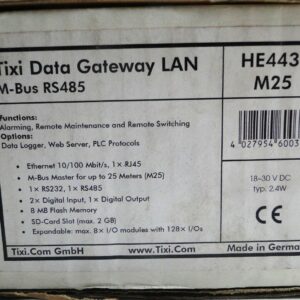 Tixi Data Gateway LAN
M-Bus RS485
HE443
M25
Functions:
Alarming, Remote Maintenance and Remote Switching
Options:
Data Logger, Web Server, PLC Protocols
• Ethernet 10/100 Mbit/s, 1× RJ45
• M-Bus Master for up to 25 Meters (M25)
• 1× RS232, 1× RS485
• 2× Digital Input, 1× Digital Output
• 8 MB Flash Memory
• SD-Card Slot (max. 2 GB)
• Expandable: max. 8× I/O modules with 128× I/Os
4 027954 6003
18–30 V DC
typ. 2.4W
CE
Tixi.Com GmbH
www.Tixi.Com
Made in German